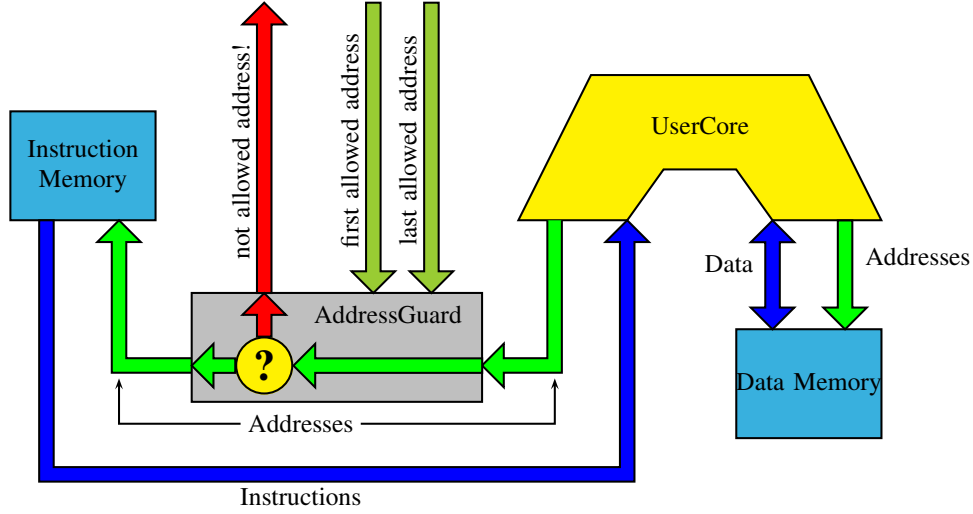 not allowed address!
first allowed address
last allowed address
UserCore
Instruction
Memory
Data
Addresses
AddressGuard
?
Data Memory
Addresses
Instructions